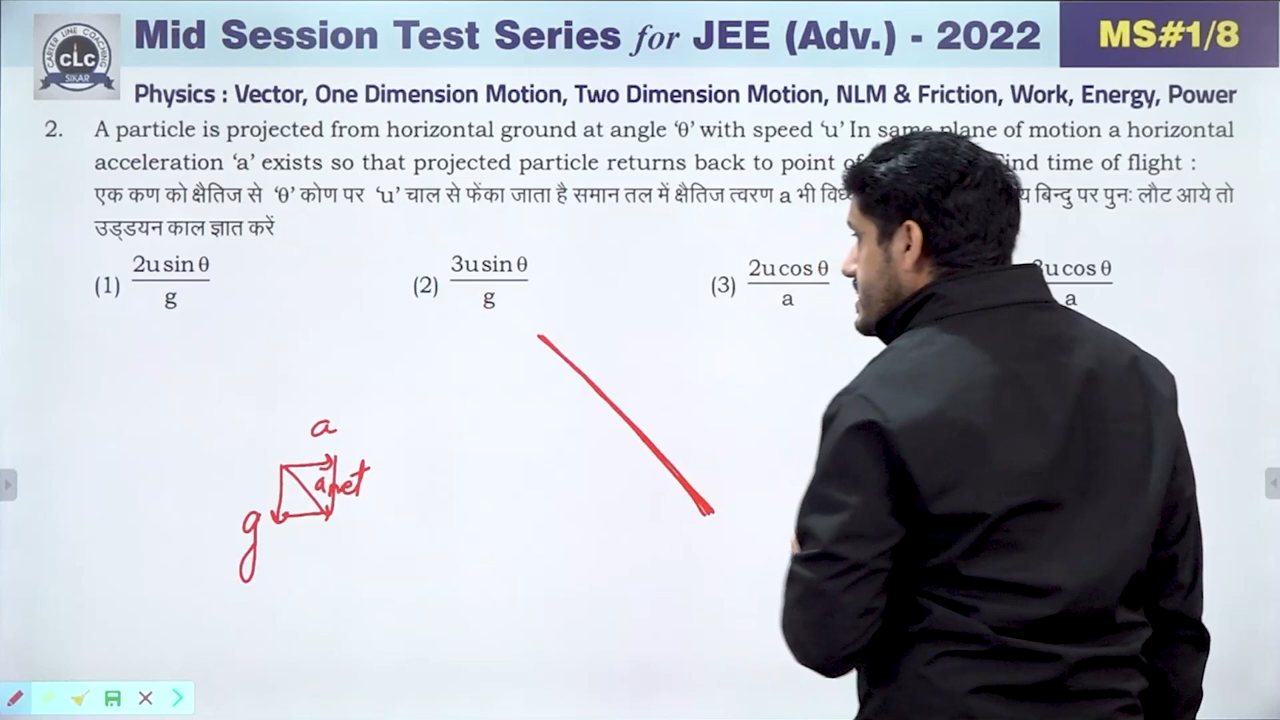 Mid Session Test Series for JEE (Adv.) - 2022
MS#1/8
CAREER LINE COACHING
CLC
SIKAR
Physics : Vector, One Dimension Motion, Two Dimension Motion, NLM & Friction, Work, Energy, Power
2. A particle is projected from horizontal ground at angle ‘θ’ with speed ‘u’ In same plane of motion a horizontal
acceleration ‘a’ exists so that projected particle returns back to point of Find time of flight :
एक कण को क्षैतिज से ‘θ’ कोण पर ‘u’ चाल से फेंका जाता है समान तल में क्षैतिज त्वरण a भी बिन्दु पर पुनः लौट आये तो
उड्डयन काल ज्ञात करें
(1) 2u sin θ / g
(2) 3u sin θ / g
(3) 2u cos θ / a
u cos θ / a
a
a net
g